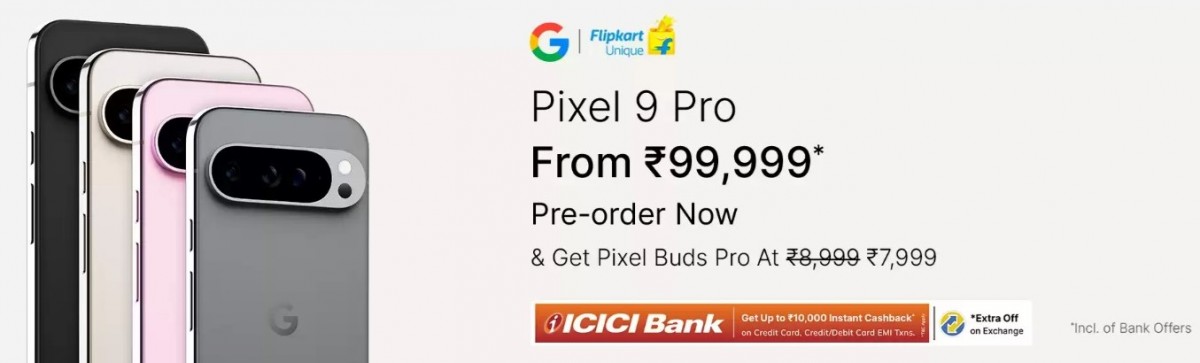 Flipkart
Unique
Pixel 9 Pro
From ₹99,999*
Pre-order Now
& Get Pixel Buds Pro At ₹8,999 ₹7,999
ICICI Bank
Get Up to ₹10,000 Instant Cashback*
on Credit Card, Credit/Debit Card EMI Txns.
*Extra Off
on Exchange
*Incl. of Bank Offers